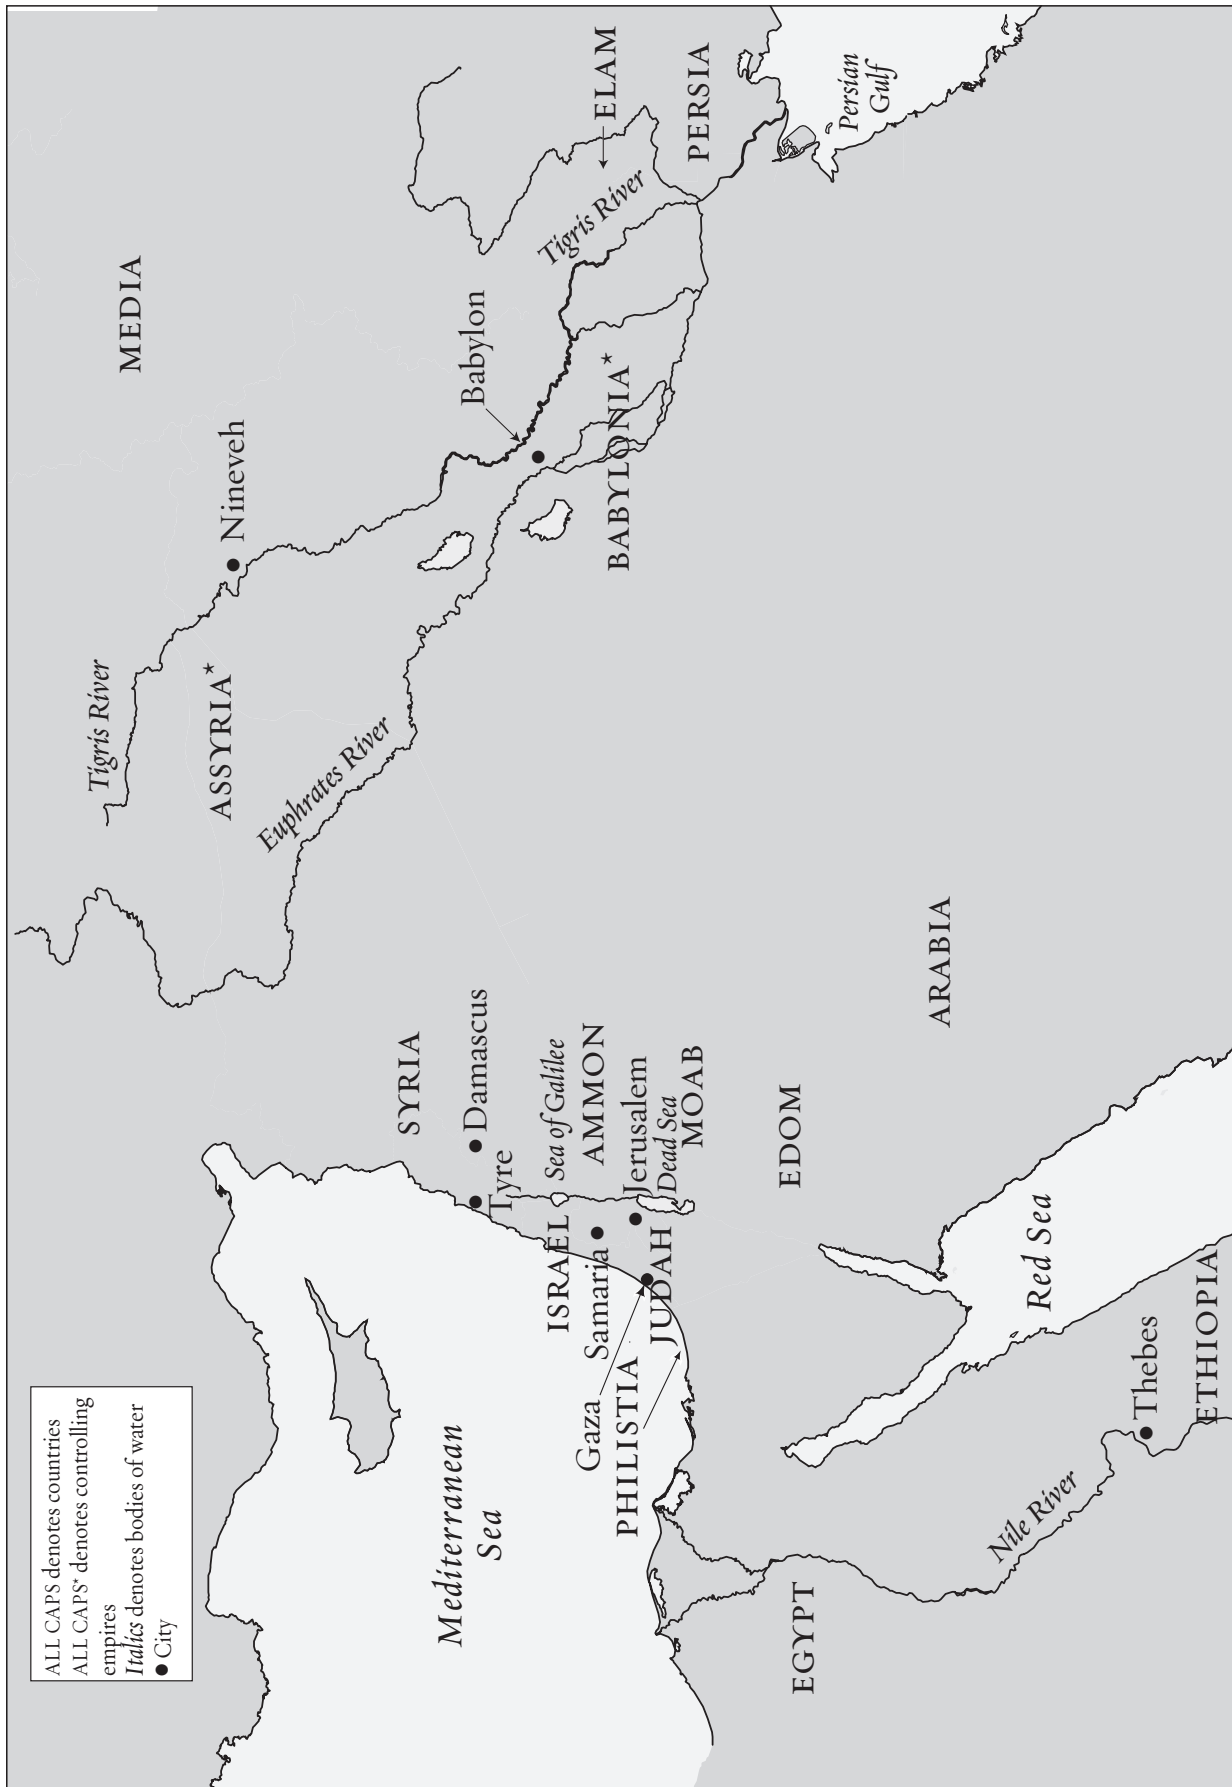 ALL CAPS denotes countries
ALL CAPS* denotes controlling
empires
Italics denotes bodies of water
● City
Tigris River
MEDIA
Nineveh
ASSYRIA*
Euphrates River
Babylon
Tigris River
ELAM
PERSIA
Persian
Gulf
BABYLONIA*
SYRIA
Damascus
Tyre
Sea of Galilee
ISRAEL
AMMON
Samaria
Jerusalem
Dead Sea
MOAB
JUDAH
Gaza
PHILISTIA
Mediterranean
Sea
EDOM
ARABIA
Red Sea
EGYPT
Nile River
Thebes
ETHIOPIA